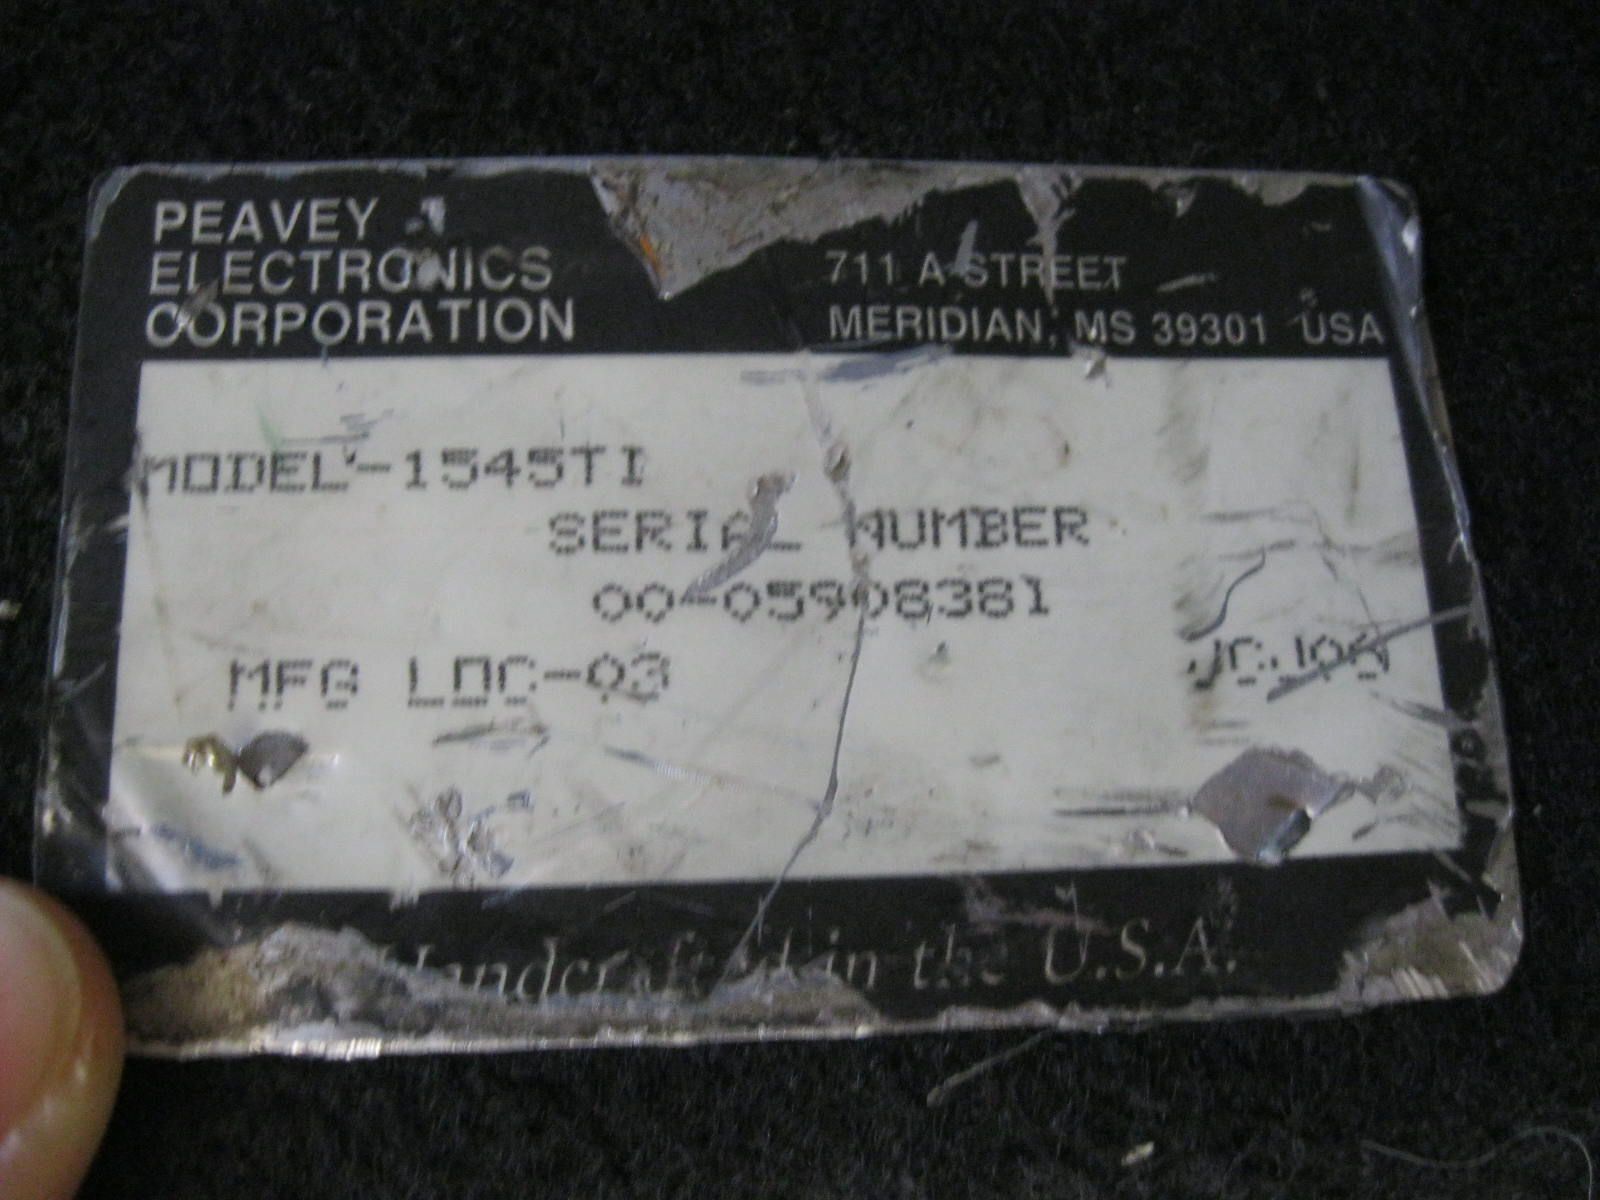 PEAVEY
ELECTRONICS
CORPORATION
711 A STREET
MERIDIAN, MS 39301 USA
MODEL-1545TI
SERIAL NUMBER
00-05908381
MFG LOC-03
Handcrafted in the U.S.A.